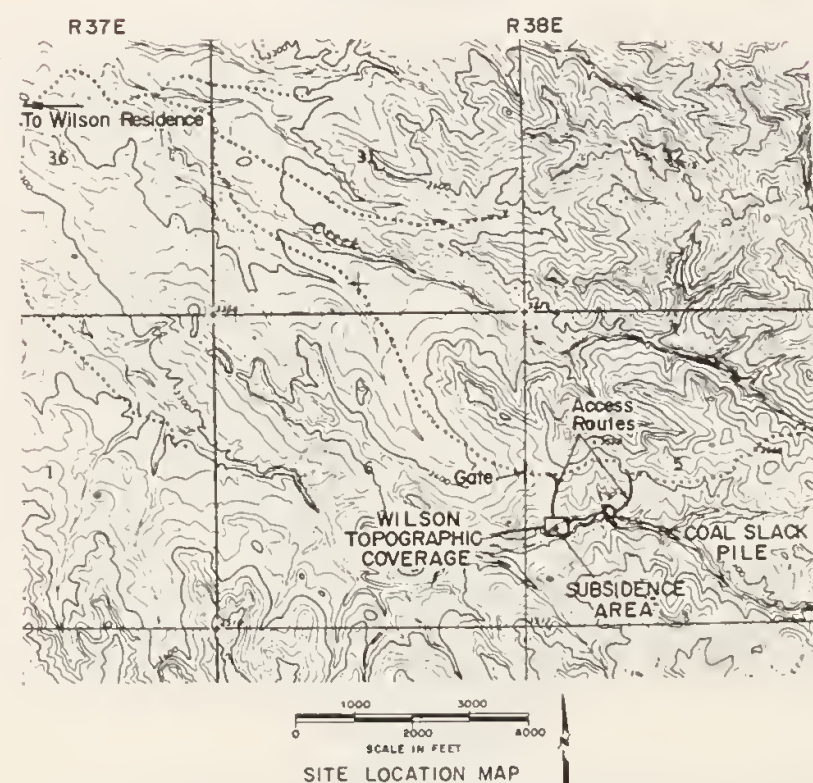 R37E
R38E
To Wilson Residence
36
31
Creek
Access
Routes
1
6
5
Gate
WILSON
TOPOGRAPHIC
COVERAGE
COAL SLACK
PILE
SUBSIDENCE
AREA
1000
3000
0
2000
4000
SCALE IN FEET
N
SITE LOCATION MAP